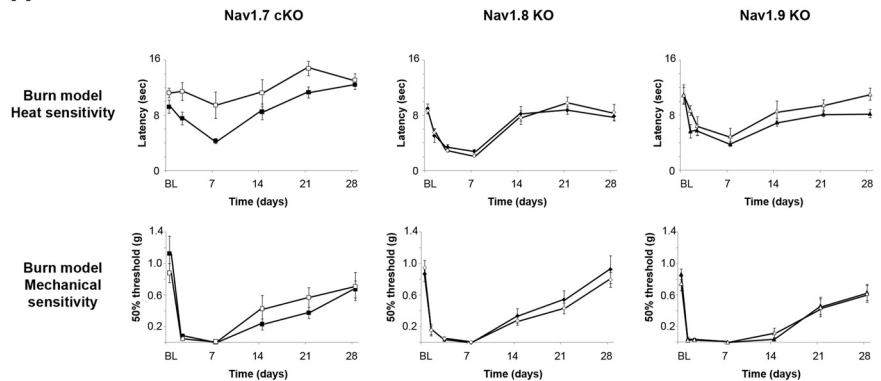 Nav1.7 cKO
Nav1.8 KO
Nav1.9 KO
Burn model
Heat sensitivity
Latency (sec)
16
8
0
BL
7
14
21
28
Time (days)
Latency (sec)
16
8
0
BL
7
14
21
28
Time (days)
Latency (sec)
16
8
0
BL
7
14
21
28
Time (days)
Burn model
Mechanical
sensitivity
50% threshold (g)
1.4
1.0
0.6
0.2
BL
7
14
21
28
Time (days)
50% threshold (g)
1.4
1.0
0.6
0.2
BL
7
14
21
28
Time (days)
50% threshold (g)
1.4
1.0
0.6
0.2
BL
7
14
21
28
Time (days)